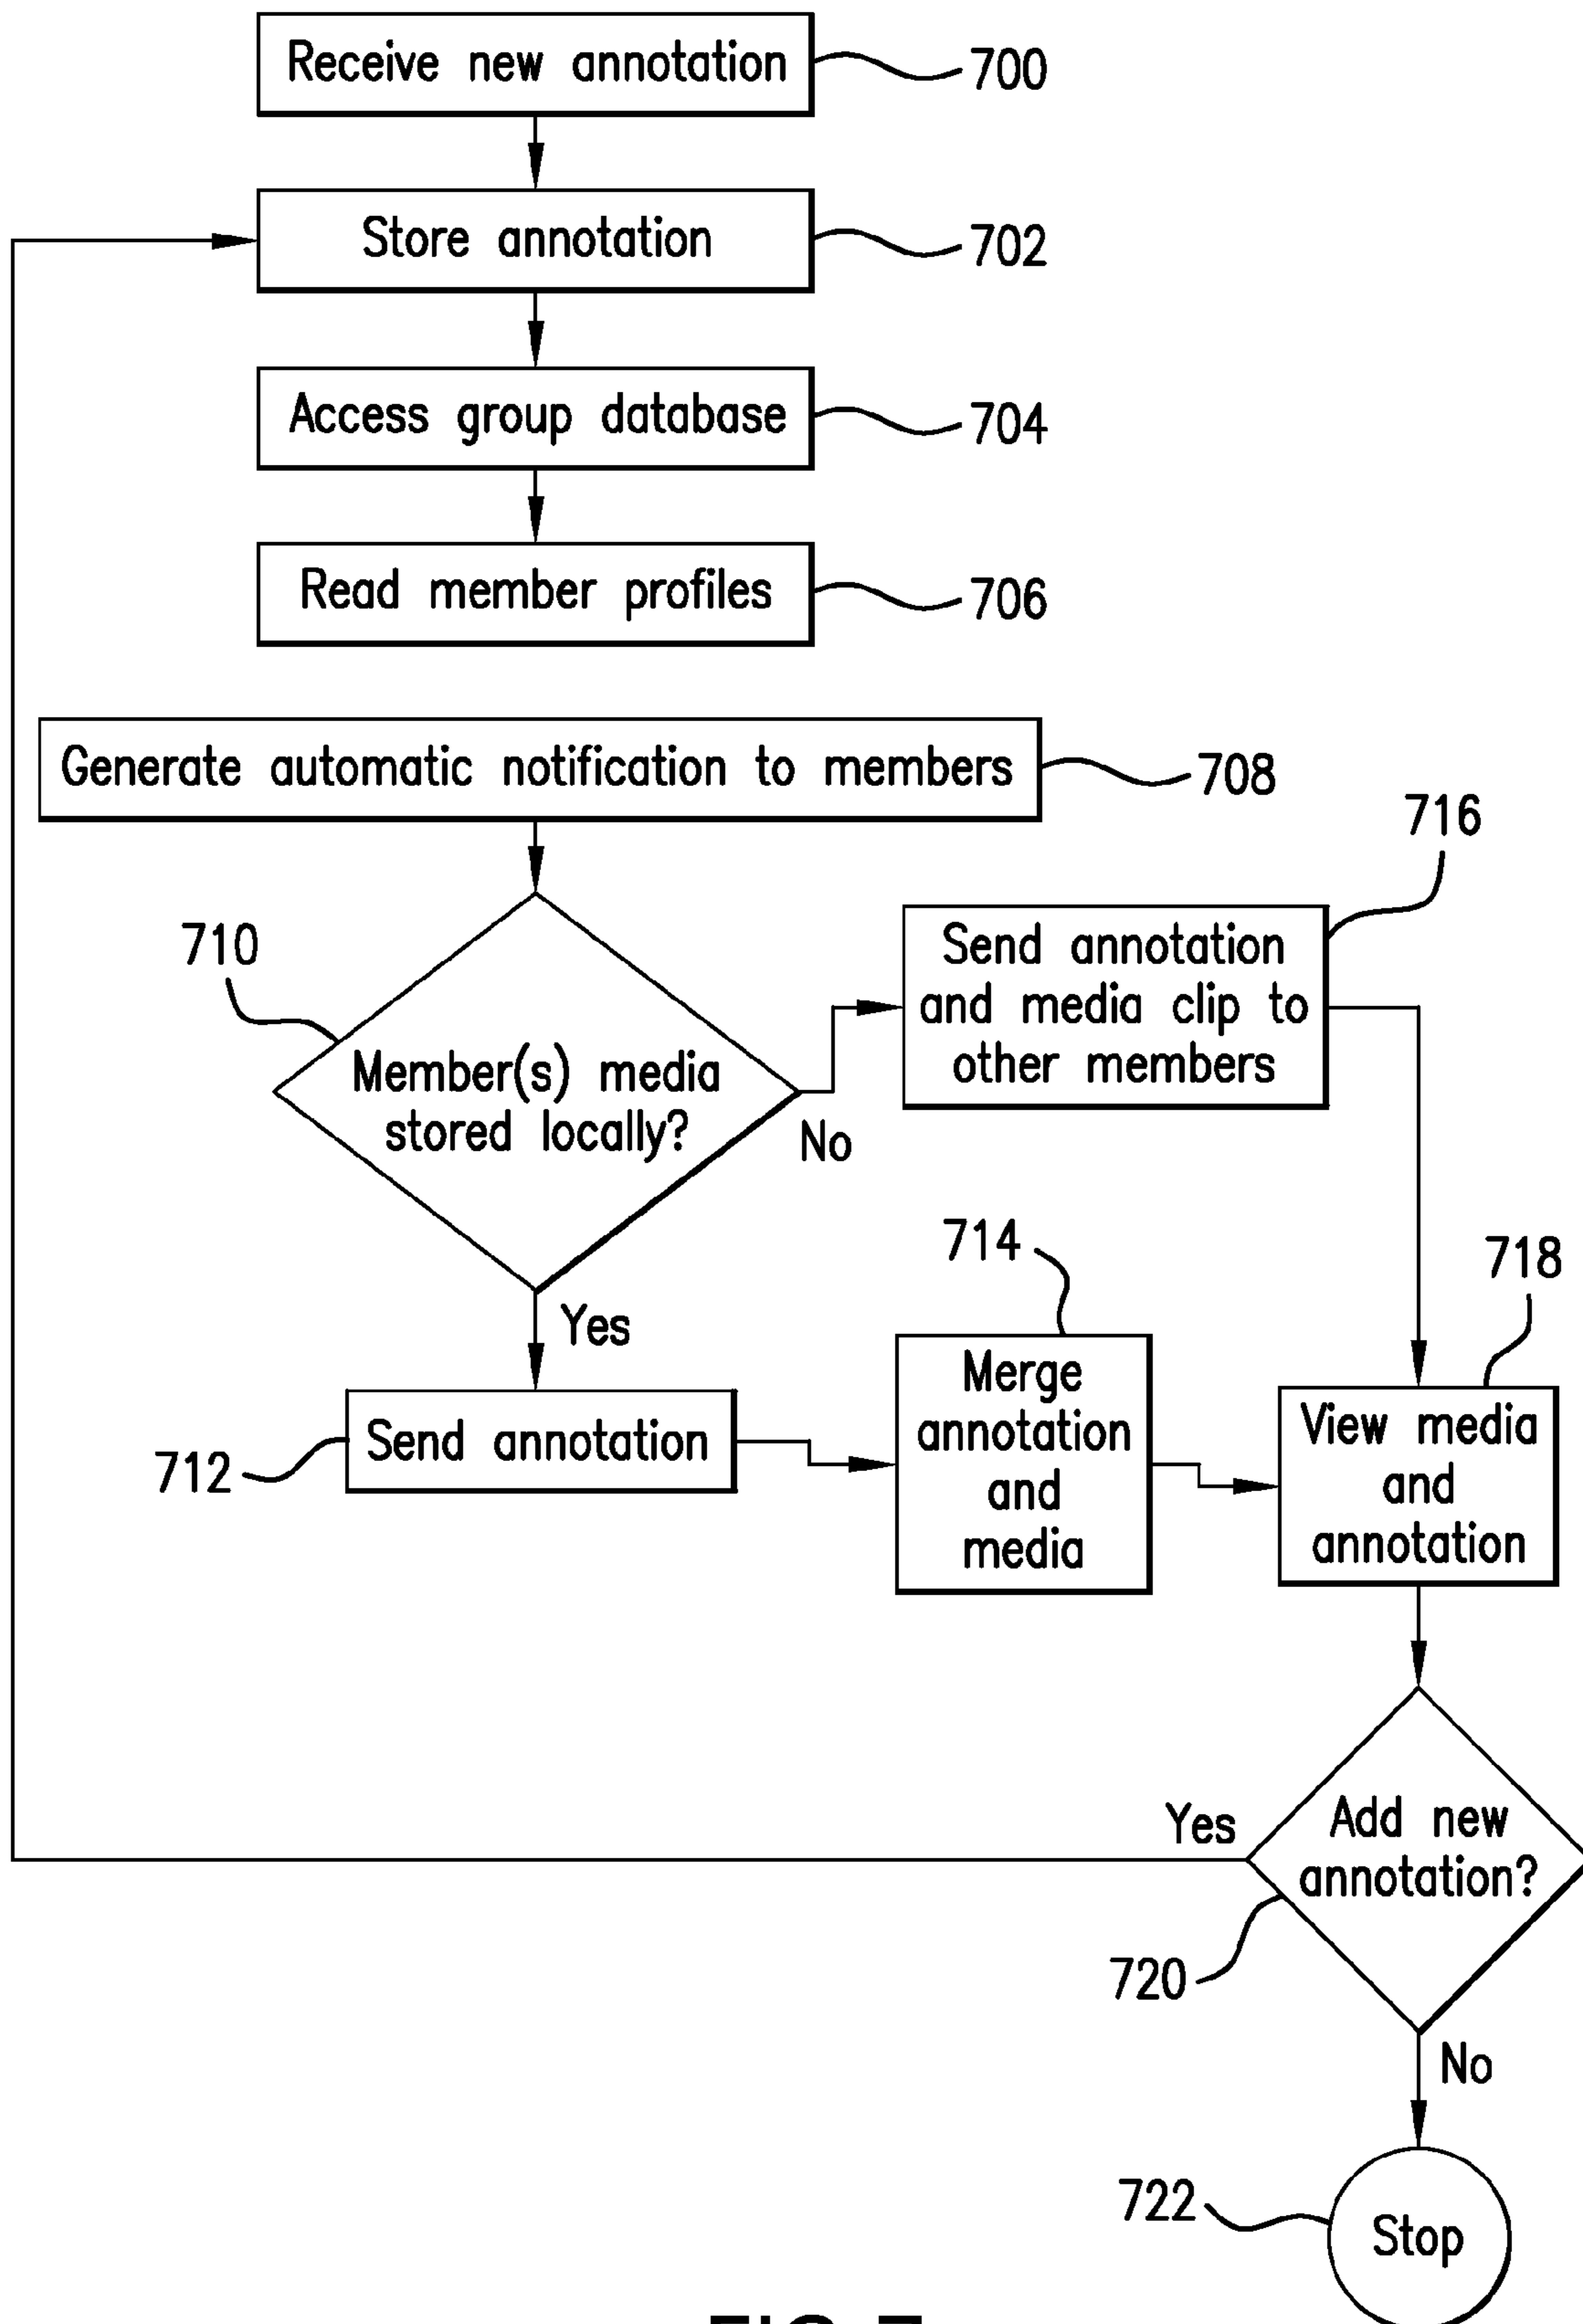 Receive new annotation
700
Store annotation
702
Access group database
704
Read member profiles
706
Generate automatic notification to members
708
716
710
Send annotation
and media clip to
other members
Member(s) media
stored locally?
No
714
718
Yes
Merge
annotation
and
media
View media
and
annotation
Send annotation
712
Yes
Add new
annotation?
720
No
722
Stop